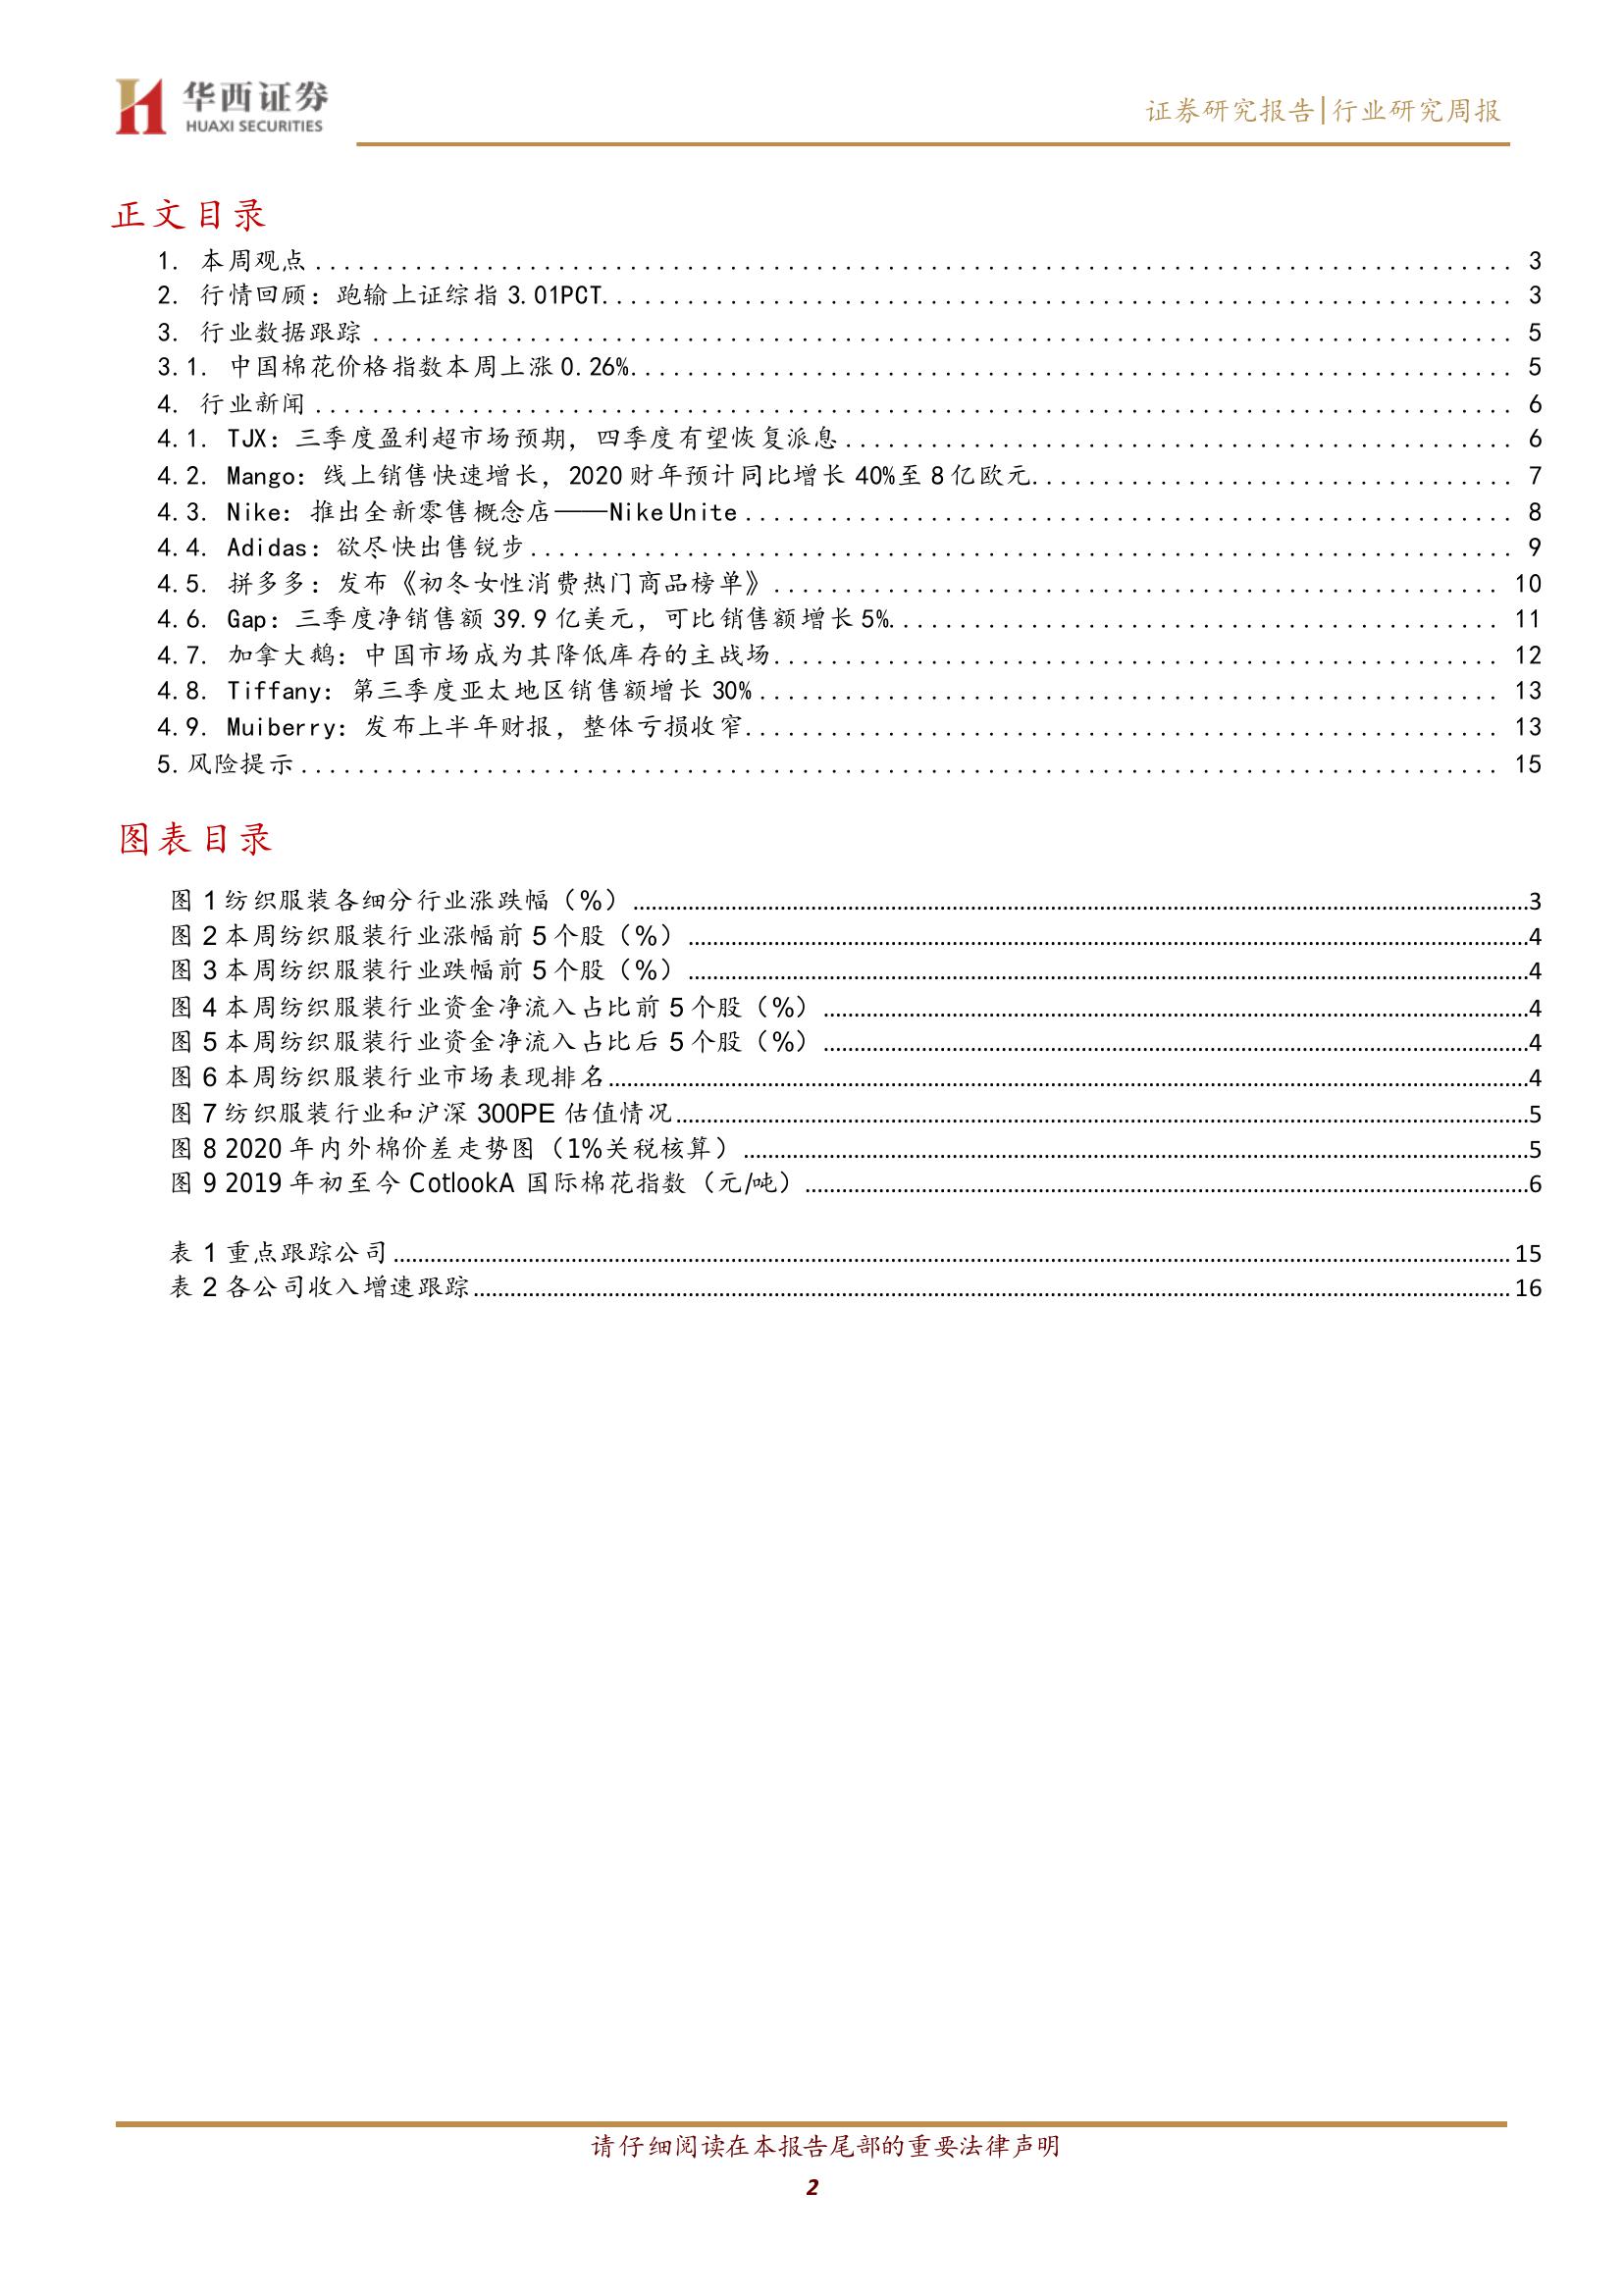 华西证券
HUAXI SECURITIES
证券研究报告|行业研究周报
正文目录
1. 本周观点 3
2. 行情回顾：跑输上证综指 3.01PCT 3
3. 行业数据跟踪 5
3.1. 中国棉花价格指数本周上涨 0.26% 5
4. 行业新闻 6
4.1. TJX：三季度盈利超市场预期，四季度有望恢复派息 6
4.2. Mango：线上销售快速增长，2020 财年预计同比增长 40%至 8 亿欧元 7
4.3. Nike：推出全新零售概念店——Nike Unite 8
4.4. Adidas：欲尽快出售锐步 9
4.5. 拼多多：发布《初冬女性消费热门商品榜单》 10
4.6. Gap：三季度净销售额 39.9 亿美元，可比销售额增长 5% 11
4.7. 加拿大鹅：中国市场成为其降低库存的主战场 12
4.8. Tiffany：第三季度亚太地区销售额增长 30% 13
4.9. Muiberry：发布上半年财报，整体亏损收窄 13
5.风险提示 15
图表目录
图 1 纺织服装各细分行业涨跌幅（%） 3
图 2 本周纺织服装行业涨幅前 5 个股（%） 4
图 3 本周纺织服装行业跌幅前 5 个股（%） 4
图 4 本周纺织服装行业资金净流入占比前 5 个股（%） 4
图 5 本周纺织服装行业资金净流入占比后 5 个股（%） 4
图 6 本周纺织服装行业市场表现排名 4
图 7 纺织服装行业和沪深 300PE 估值情况 5
图 8 2020 年内外棉价差走势图（1%关税核算） 5
图 9 2019 年初至今 CotlookA 国际棉花指数（元/吨） 6
表 1 重点跟踪公司 15
表 2 各公司收入增速跟踪 16
请仔细阅读在本报告尾部的重要法律声明
2